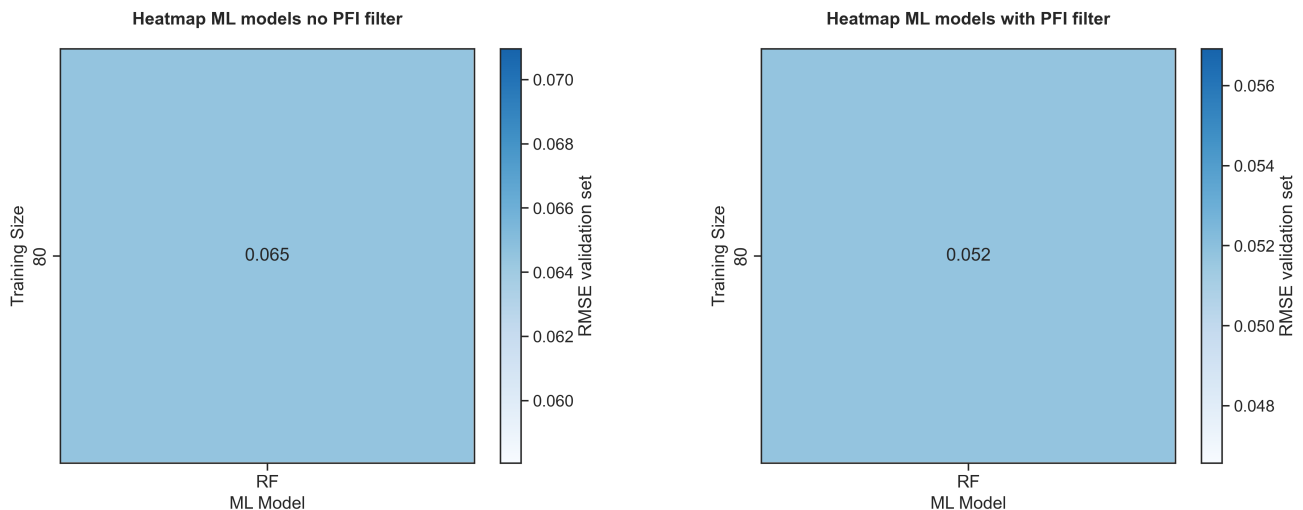 Heatmap ML models no PFI filter
Training Size
80
0.065
RF
ML Model
0.070
0.068
0.066
0.064
0.062
0.060
RMSE validation set
Heatmap ML models with PFI filter
Training Size
80
0.052
RF
ML Model
0.056
0.054
0.052
0.050
0.048
RMSE validation set